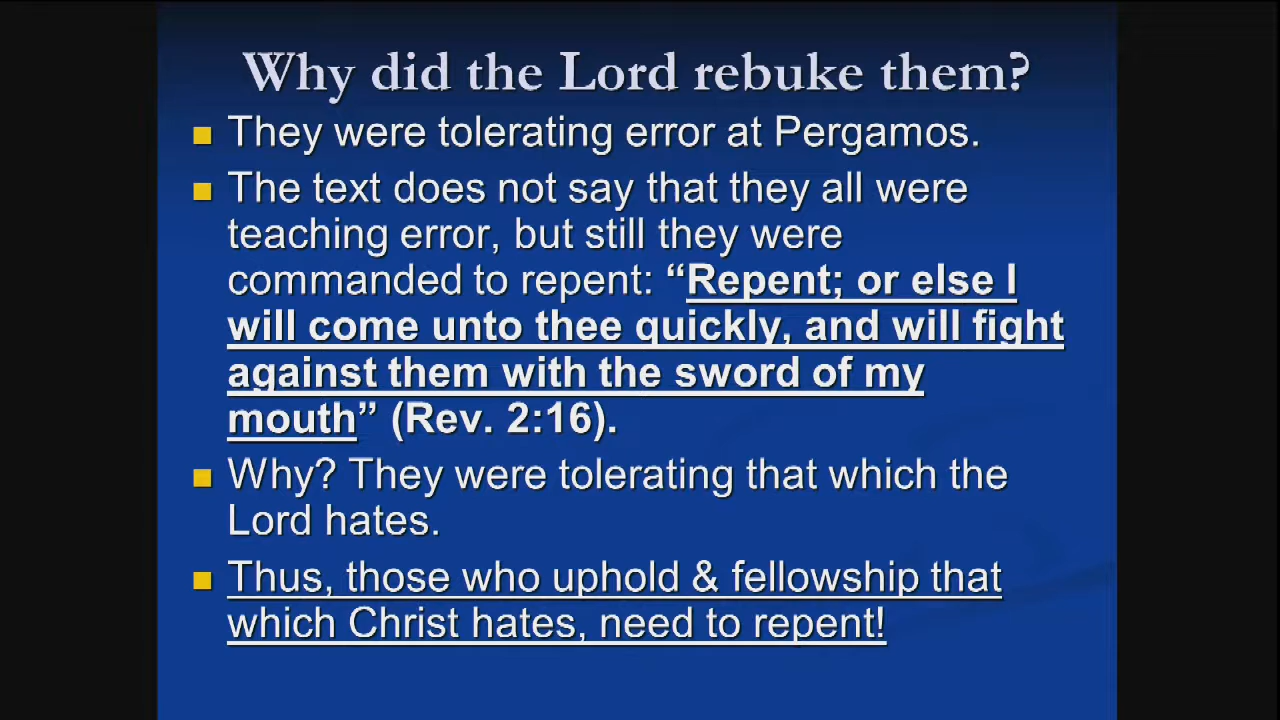 Why did the Lord rebuke them?
They were tolerating error at Pergamos.
The text does not say that they all were
teaching error, but still they were
commanded to repent: “Repent; or else I
will come unto thee quickly, and will fight
against them with the sword of my
mouth” (Rev. 2:16).
Why? They were tolerating that which the
Lord hates.
Thus, those who uphold & fellowship that
which Christ hates, need to repent!